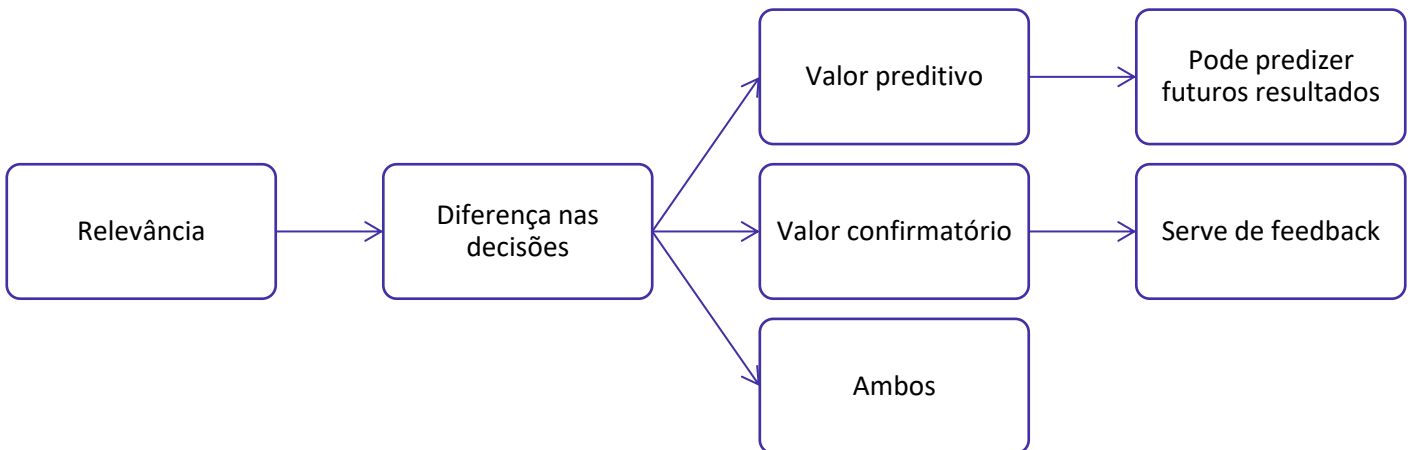 Relevância
Diferença nas
decisões
Valor preditivo
Pode predizer
futuros resultados
Valor confirmatório
Serve de feedback
Ambos